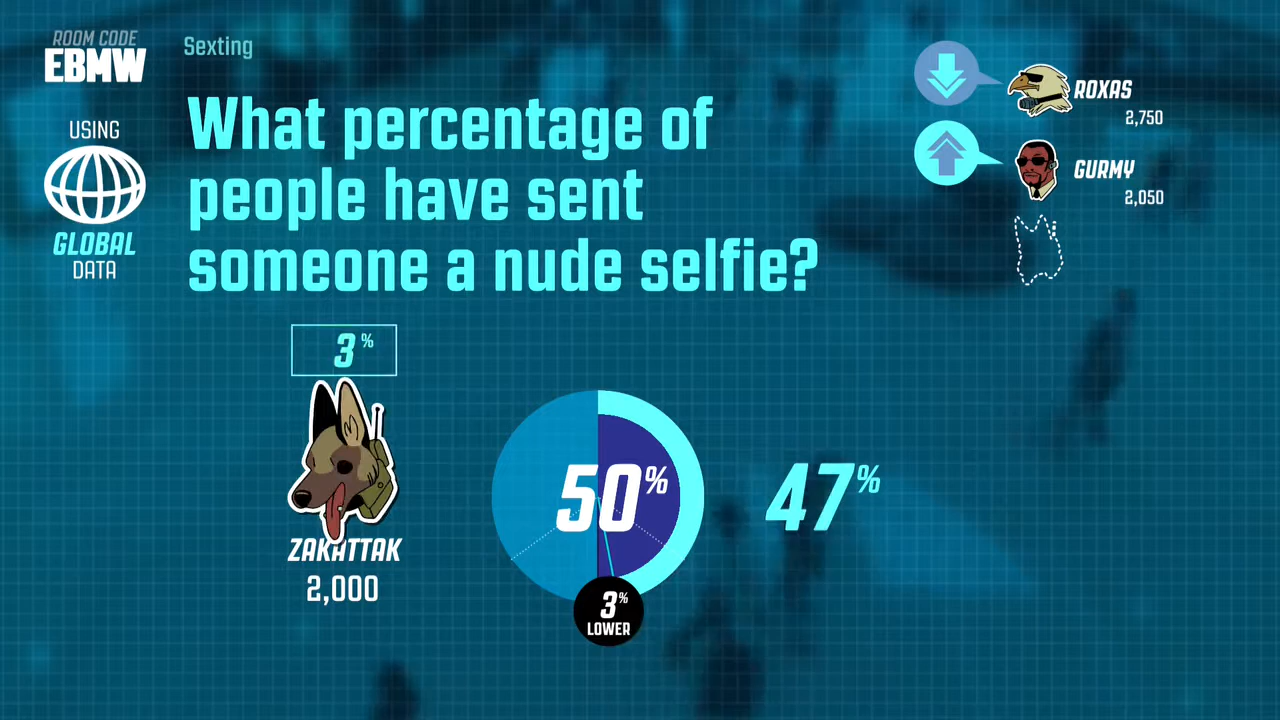 ROOM CODE
EBMW
Sexting
USING
GLOBAL
DATA
What percentage of
people have sent
someone a nude selfie?
ROXAS
2,750
GURMY
2,050
3%
ZAKATTAK
2,000
50%
3%
LOWER
47%